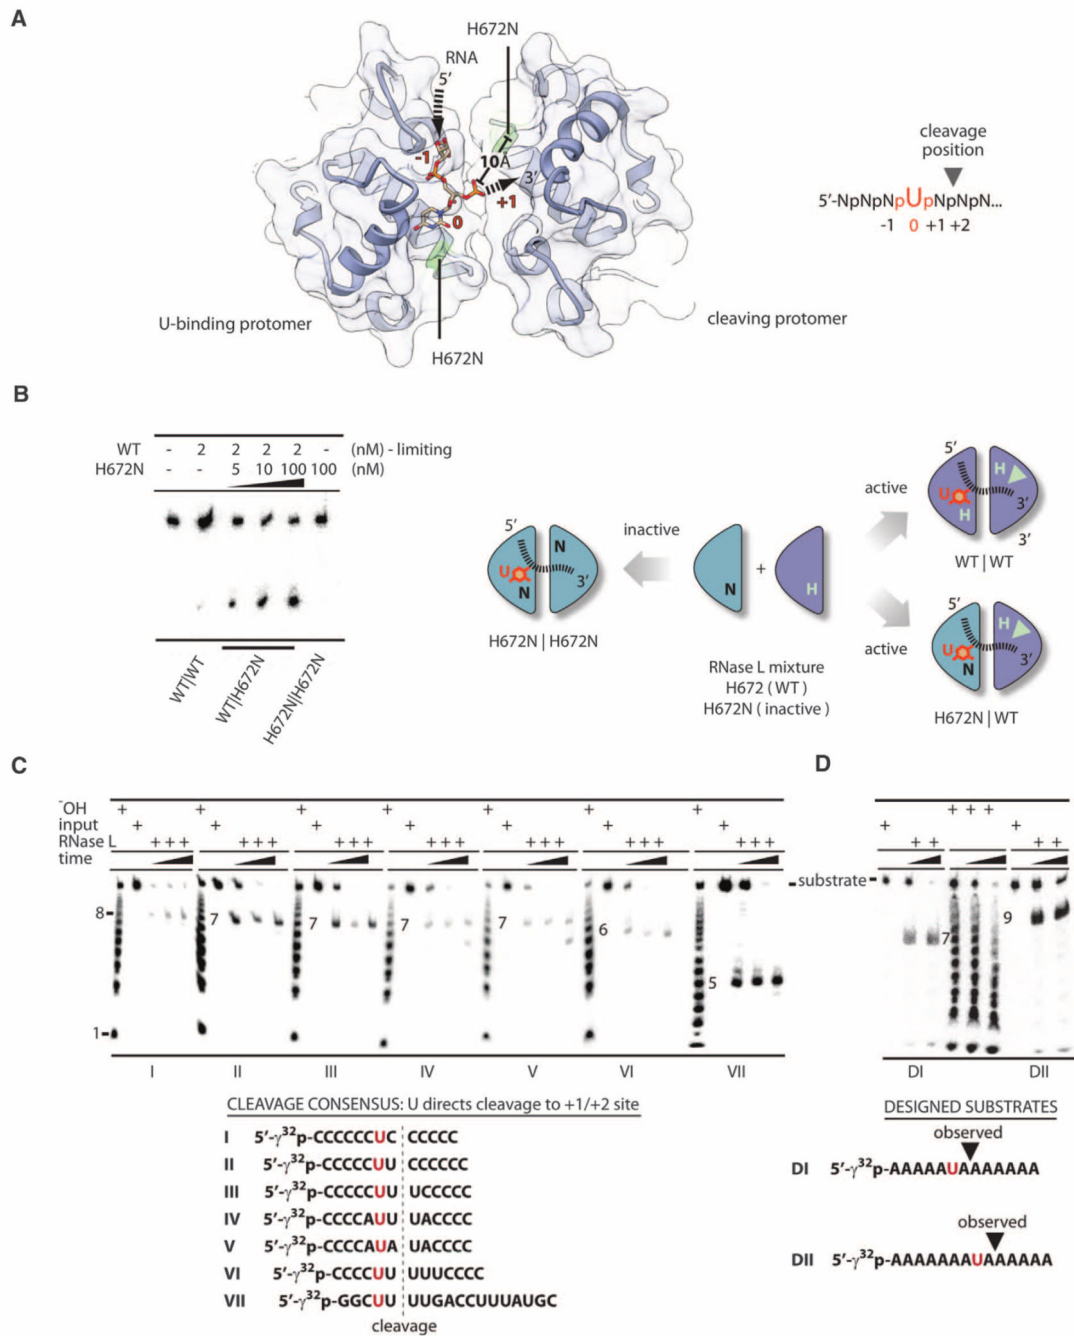 A
H672N
RNA
5′
-1
10Å
3′
+1
0
U-binding protomer
H672N
cleaving protomer
cleavage
position
5′-NpNpNpUpNpNpN...
-1 0 +1 +2
B
WT - 2 2 2 2 - (nM) - limiting
H672N - - 5 10 100 100 (nM)
WT|WT
WT|H672N
H672N|H672N
5′
U
N
N
3′
H672N | H672N
inactive
N
+
H
RNase L mixture
H672 ( WT )
H672N ( inactive )
active
5′
U
H
H
3′
3′
WT | WT
active
5′
U
N
H
3′
H672N | WT
C
-OH + + + + + + +
input + + + + + + +
RNase L +++ +++ +++ +++ +++ +++ +++
time
8
7
7
7
7
6
5
1
I II III IV V VI VII
CLEAVAGE CONSENSUS: U directs cleavage to +1/+2 site
I 5′-γ32p-CCCCCCUC CCCCC
II 5′-γ32p-CCCCCUU CCCCCC
III 5′-γ32p-CCCCCUU UCCCCC
IV 5′-γ32p-CCCCAUU UACCCC
V 5′-γ32p-CCCCAUA UACCCC
VI 5′-γ32p-CCCCUU UUUCCCC
VII 5′-γ32p-GGCUU UUGACCUUUAUGC
cleavage
D
+ + +
+ +
+ + + +
substrate
7
9
DI DII
DESIGNED SUBSTRATES
observed
DI 5′-γ32p-AAAAAUAAAAAAA
observed
DII 5′-γ32p-AAAAAAAUAAAAAA